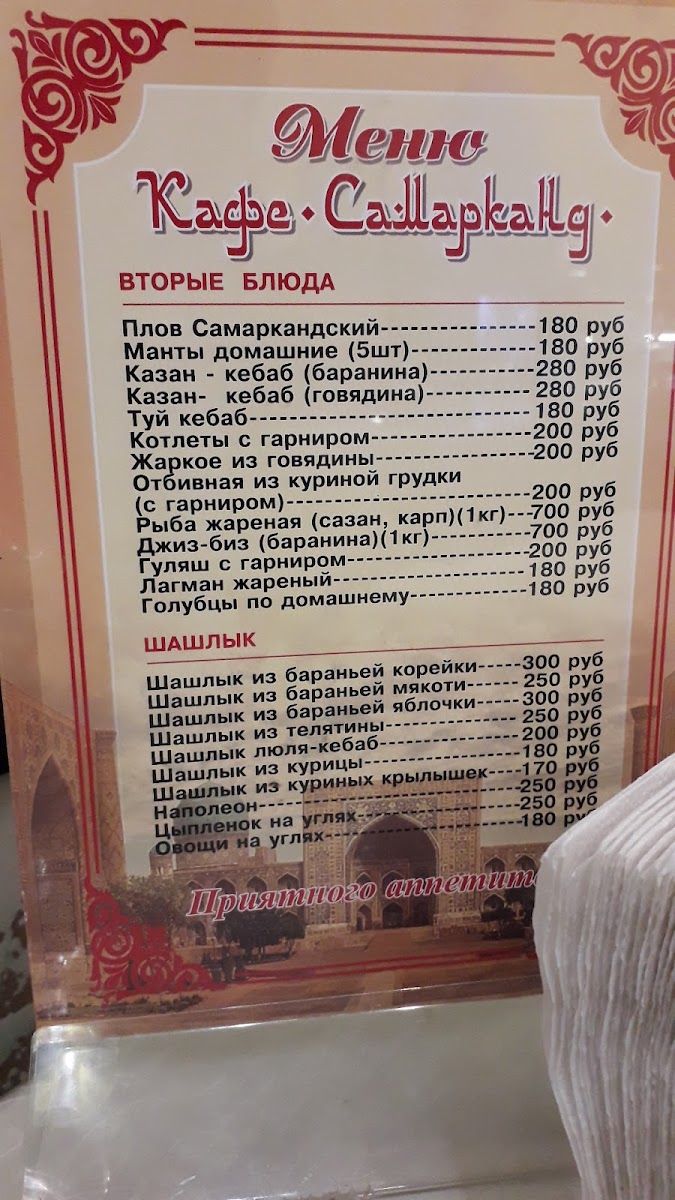 Меню
Кафе • Самарканд •
ВТОРЫЕ БЛЮДА
Плов Самаркандский----------------180 руб
Манты домашние (5шт)-------------180 руб
Казан - кебаб (баранина)-----------280 руб
Казан- кебаб (говядина)----------- 280 руб
Туй кебаб----------------------------- 180 руб
Котлеты с гарниром-----------------200 руб
Жаркое из говядины----------------200 руб
Отбивная из куриной грудки
(с гарниром)--------------------------200 руб
Рыба жареная (сазан, карп)(1кг)---700 руб
Джиз-биз (баранина)(1кг)-----------700 руб
Гуляш с гарниром--------------------200 руб
Лагман жареный--------------------- 180 руб
Голубцы по домашнему-------------180 руб
ШАШЛЫК
Шашлык из бараньей корейки-----300 руб
Шашлык из бараньей мякоти------ 250 руб
Шашлык из бараньей яблочки-----300 руб
Шашлык из телятины--------------- 250 руб
Шашлык люля-кебаб----------------200 руб
Шашлык из курицы------------------180 руб
Шашлык из куриных крылышек----170 руб
Наполеон------------------------------250 руб
Цыпленок на углях-------------------250 руб
Овощи на углях-----------------------180 руб
Приятного аппетита